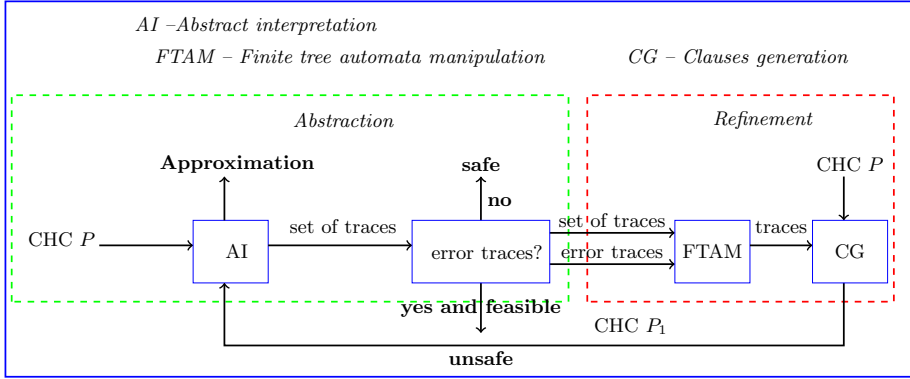 AI –Abstract interpretation
FTAM – Finite tree automata manipulation
CG – Clauses generation
Abstraction
Refinement
Approximation
safe
CHC P
no
CHC P
set of traces
set of traces
traces
AI
error traces?
error traces
FTAM
CG
yes and feasible
CHC P₁
unsafe